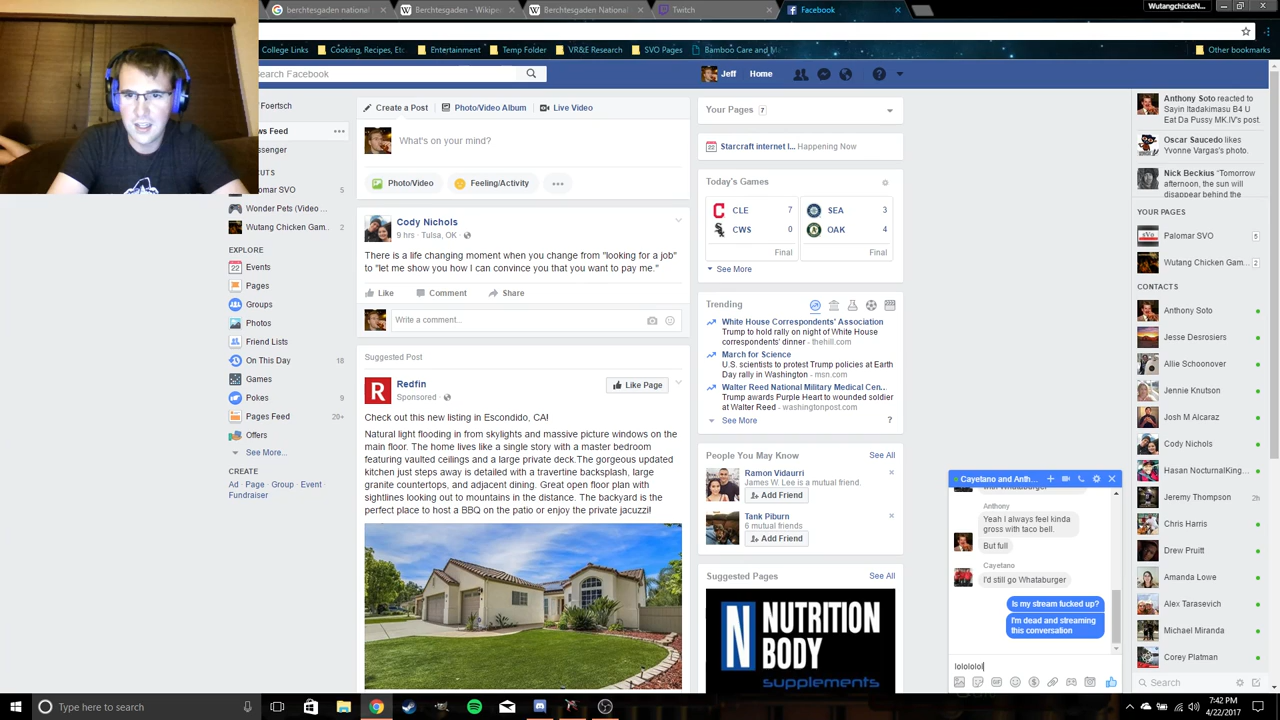 berchtesgaden national
Berchtesgaden - Wikipe
Berchtesgaden National
Twitch
Facebook
WutangchickeN...
College Links
Cooking, Recipes, Etc.
Entertainment
Temp Folder
VR&E Research
SVO Pages
Bamboo Care and Ma
Other bookmarks
Search Facebook
Jeff
Home
Foertsch
ws Feed
ssenger
CUTS
alomar SVO 5
Wonder Pets (Video ...
Wutang Chicken Gam.. 2
EXPLORE
Events
Pages
Groups
Photos
Friend Lists
On This Day 18
Games
Pokes 9
Pages Feed 20+
Offers
See More...
CREATE
Ad · Page · Group · Event ·
Fundraiser
Create a Post
Photo/Video Album
Live Video
What's on your mind?
Photo/Video
Feeling/Activity
Cody Nichols
9 hrs · Tulsa, OK ·
There is a life changing moment when you change from "looking for a job"
to "let me show you how I can convince you that you want to pay me."
Like Comment Share
Write a comment...
Suggested Post
Redfin
Sponsored ·
Like Page
Check out this new listing in Escondido, CA!
Natural light flooding in from skylights and massive picture windows on the
main floor. The home lives like a single story with a master bedroom
featuring vaulted ceilings and a large private deck.The gorgeous updated
kitchen just steps away is detailed with a travertine backsplash, large
granite countertops, and adjacent dining. Great open floor plan with
sightlines looking out to mountains in the distance. The backyard is the
perfect place to host a BBQ on the patio or enjoy the private jacuzzi!
Your Pages 7
Starcraft internet l... Happening Now
Today's Games
CLE 7
CWS 0
Final
SEA 3
OAK 4
Final
See More
Trending
White House Correspondents' Association
Trump to hold rally on night of White House
correspondents' dinner - thehill.com
March for Science
U.S. scientists to protest Trump policies at Earth
Day rally in Washington - msn.com
Walter Reed National Military Medical Cen...
Trump awards Purple Heart to wounded soldier
at Walter Reed - washingtonpost.com
See More
?
People You May Know See All
Ramon Vidaurri
James W. Lee is a mutual friend.
Add Friend
Tank Piburn
6 mutual friends
Add Friend
Suggested Pages See All
N NUTRITION
BODY
supplements
Anthony Soto reacted to
Sayin Itadakimasu B4 U
Eat Da Pussy MK.IV's post.
Oscar Saucedo likes
Yvonne Vargas's photo.
Nick Beckius "Tomorrow
afternoon, the sun will
disappear behind the
YOUR PAGES
Palomar SVO 5
Wutang Chicken Gam... 2
CONTACTS
Anthony Soto
Jesse Desrosiers
Allie Schoonover
Jennie Knutson
Josh M Alcaraz
Cody Nichols
Hasan NocturnalKing...
Jeremy Thompson 2h
Chris Harris
Drew Pruitt
Amanda Lowe
Alex Tarasevich
Michael Miranda
Corey Platman
Search
Cayetano and Anth...
with Whataburger
Anthony
Yeah I always feel kinda
gross with taco bell.
But full
Cayetano
I'd still go Whataburger
Is my stream fucked up?
I'm dead and streaming
this conversation
lolololol
Type here to search
7:42 PM
4/22/2017